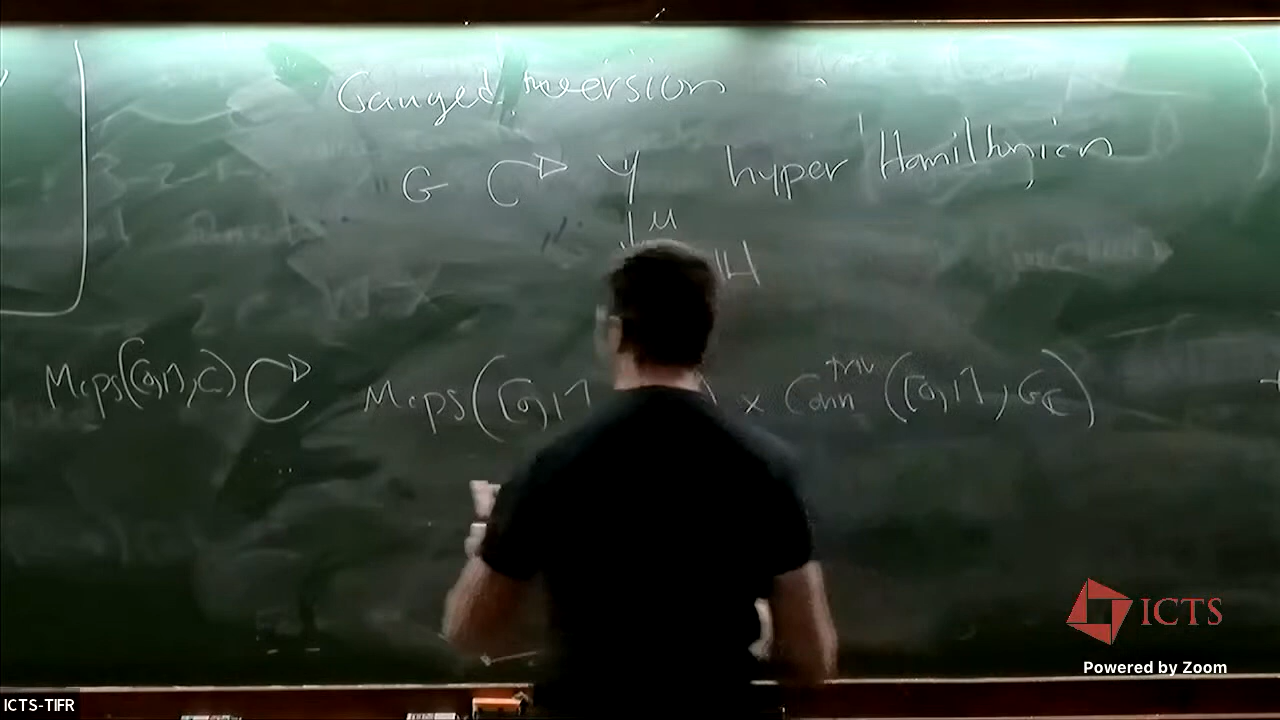 Gauged version
G Y hyper Hamiltonian
μ
Maps([0,1], C) Maps([0,1] ) × Conn^triv ([0,1], G_C)
ICTS
Powered by Zoom
ICTS-TIFR